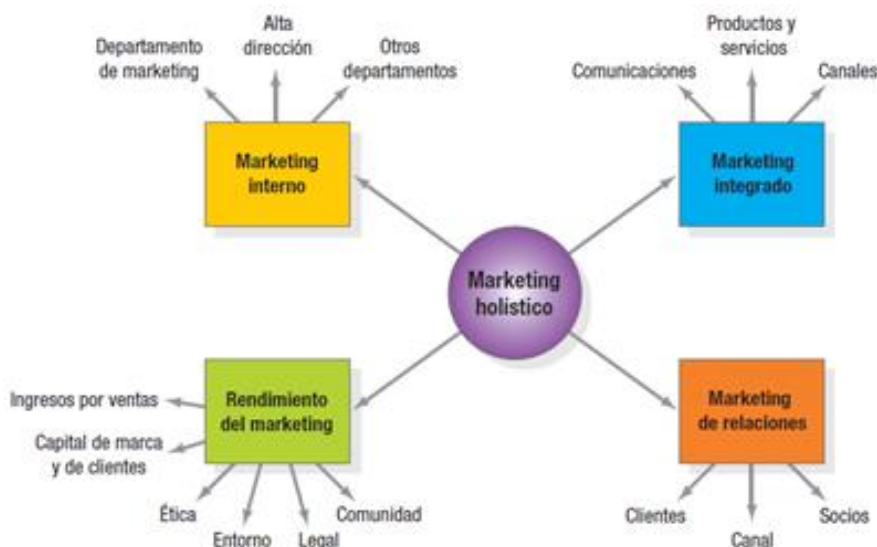 Departamento
de marketing
Alta
dirección
Otros
departamentos
Marketing
interno
Comunicaciones
Productos y
servicios
Canales
Marketing
integrado
Marketing
holístico
Ingresos por ventas
Capital de marca
y de clientes
Rendimiento
del marketing
Ética
Entorno
Legal
Comunidad
Marketing
de relaciones
Clientes
Canal
Socios